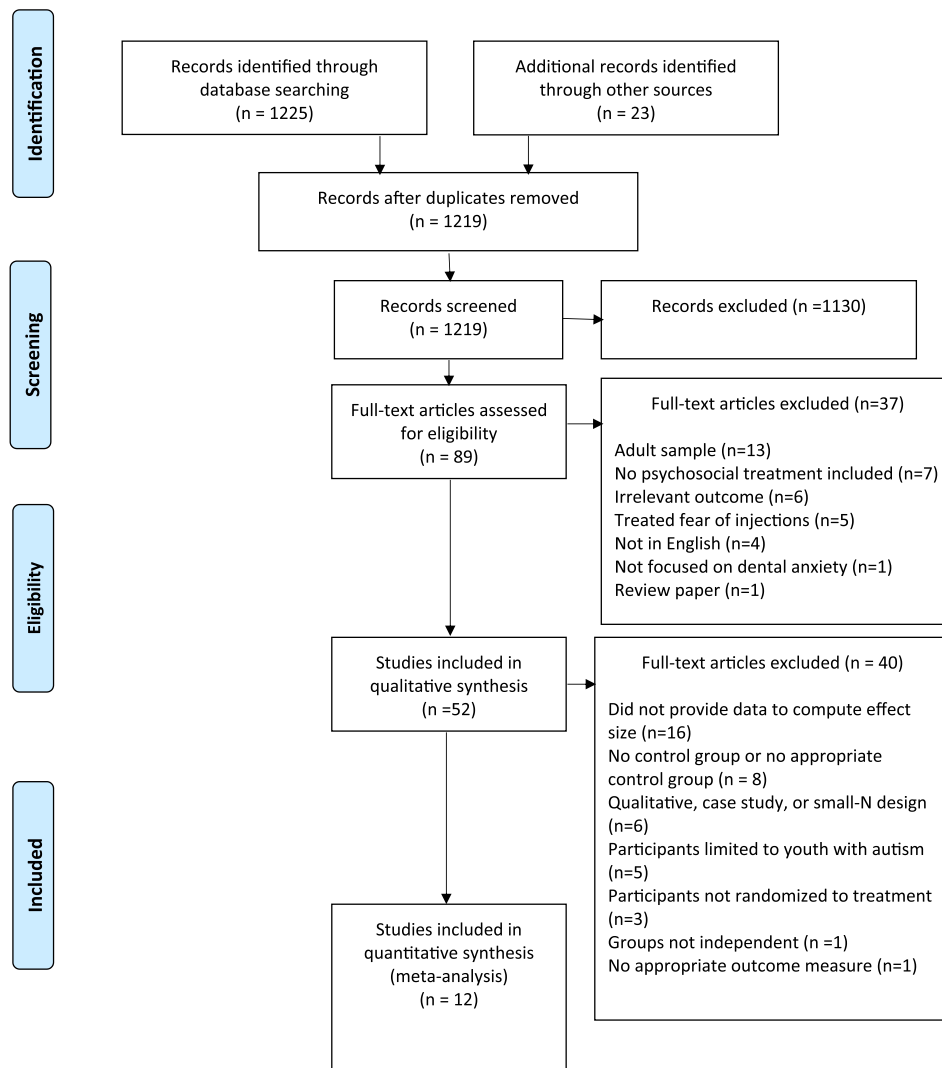 Identification
Records identified through
database searching
(n = 1225)
Additional records identified
through other sources
(n = 23)
Records after duplicates removed
(n = 1219)
Screening
Records screened
(n = 1219)
Records excluded (n =1130)
Full-text articles assessed
for eligibility
(n = 89)
Full-text articles excluded (n=37)
Adult sample (n=13)
No psychosocial treatment included (n=7)
Irrelevant outcome (n=6)
Treated fear of injections (n=5)
Not in English (n=4)
Not focused on dental anxiety (n=1)
Review paper (n=1)
Eligibility
Studies included in
qualitative synthesis
(n =52)
Full-text articles excluded (n = 40)
Did not provide data to compute effect
size (n=16)
No control group or no appropriate
control group (n = 8)
Qualitative, case study, or small-N design
(n=6)
Participants limited to youth with autism
(n=5)
Participants not randomized to treatment
(n=3)
Groups not independent (n =1)
No appropriate outcome measure (n=1)
Included
Studies included in
quantitative synthesis
(meta-analysis)
(n = 12)